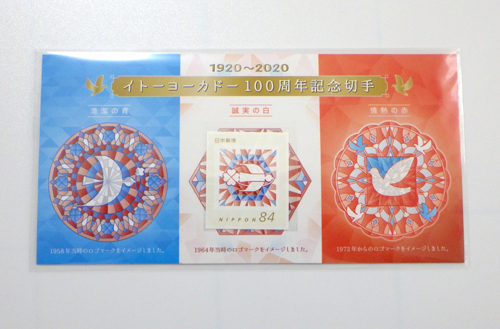 1920～2020
イトーヨーカドー100周年記念切手
清潔の青
誠実の白
情熱の赤
日本郵便
NIPPON 84
1958年当時のロゴマークをイメージしました。
1964年当時のロゴマークをイメージしました。
1972年からのロゴマークをイメージしました。